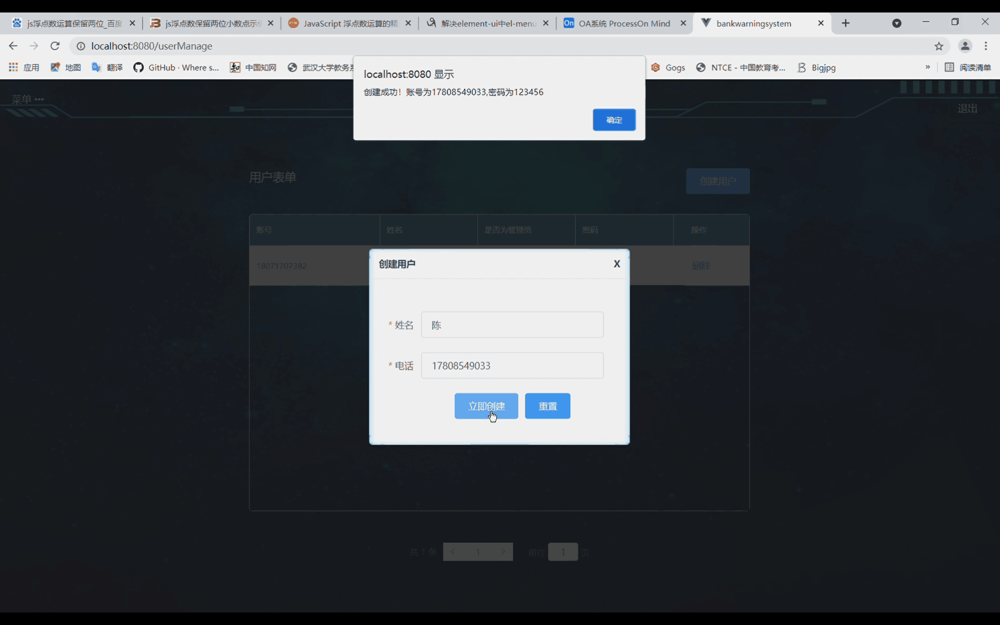 js浮点数运算保留两位_百度
js浮点数保留两位小数点示
JavaScript 浮点数运算的精
解决element-ui中el-menu
On OA系统 ProcessOn Mind
bankwarningsystem
localhost:8080/userManage
应用
地图
翻译
GitHub · Where s...
中国知网
武汉大学教务系
Gogs
NTCE - 中国教育考...
Bigjpg
»
阅读清单
localhost:8080 显示
创建成功！账号为17808549033,密码为123456
确定
菜单
退出
用户表单
创建用户
账号 姓名 是否为管理员 密码 操作
18071707382 删除
创建用户 X
* 姓名 陈
* 电话 17808549033
立即创建 重置
共 1 条 < 1 > 前往 1 页